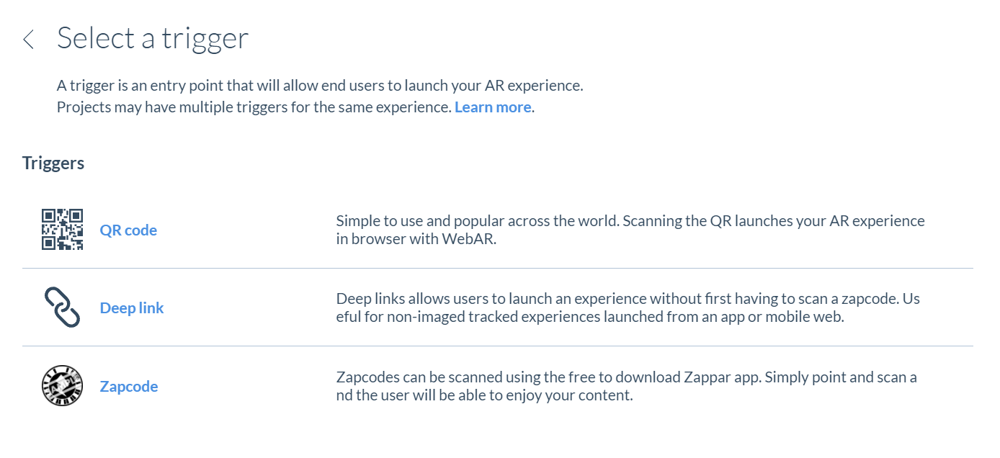 Select a trigger
A trigger is an entry point that will allow end users to launch your AR experience.
Projects may have multiple triggers for the same experience. Learn more.
Triggers
QR code
Simple to use and popular across the world. Scanning the QR launches your AR experience
in browser with WebAR.
Deep link
Deep links allows users to launch an experience without first having to scan a zapcode. Us
eful for non-imaged tracked experiences launched from an app or mobile web.
Zapcode
Zapcodes can be scanned using the free to download Zappar app. Simply point and scan a
nd the user will be able to enjoy your content.